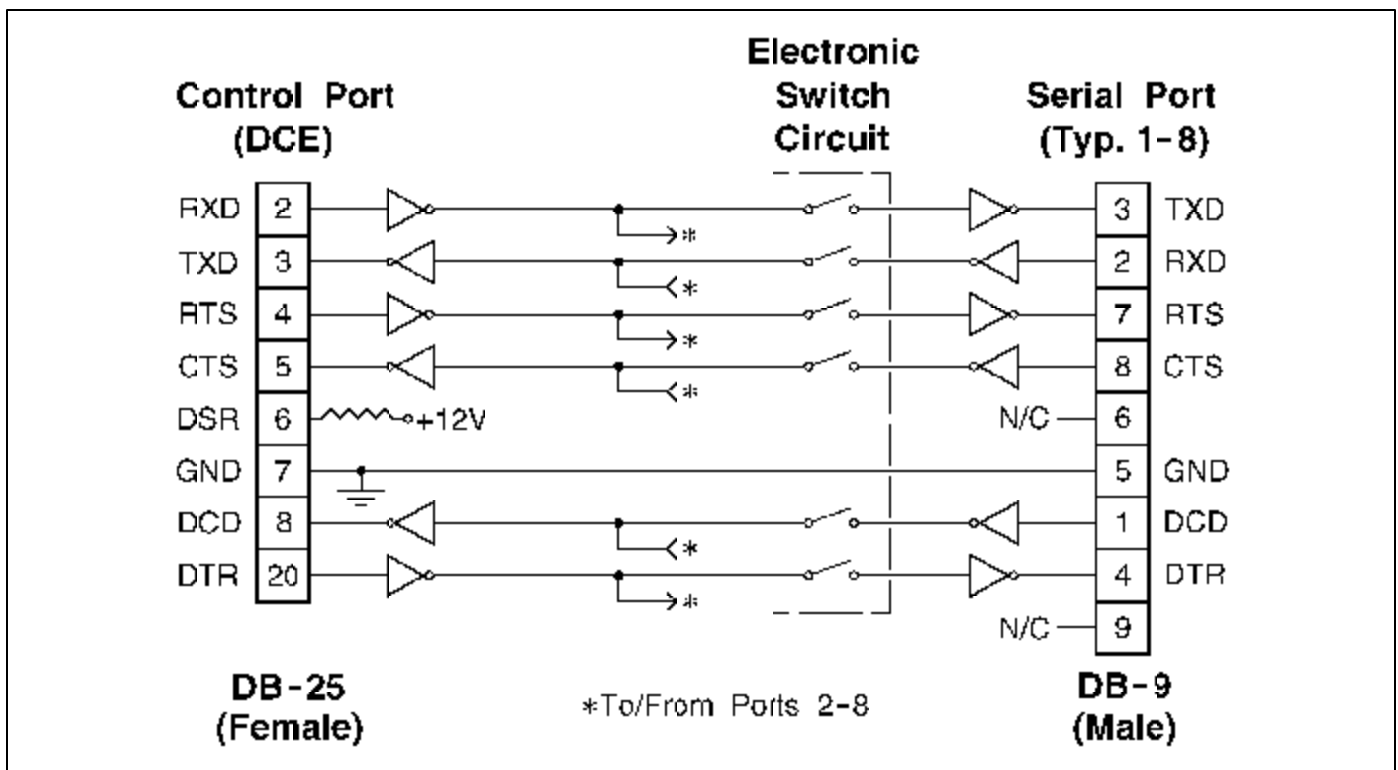 Electronic
Switch
Circuit
Control Port
(DCE)
Serial Port
(Typ. 1-8)
RXD 2 3 TXD
*
TXD 3 2 RXD
*
RTS 4 7 RTS
*
CTS 5 8 CTS
*
DSR 6 +12V N/C 6
GND 7 5 GND
DCD 8 1 DCD
*
DTR 20 4 DTR
*
N/C 9
DB-25
(Female)
*To/From Ports 2-8
DB-9
(Male)